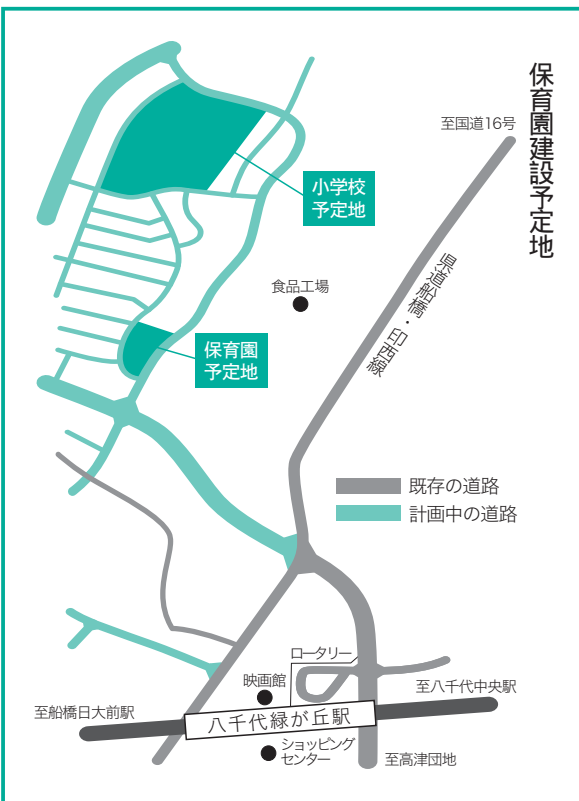 保育園建設予定地
至国道16号
小学校
予定地
県道船橋・印西線
食品工場
保育園
予定地
既存の道路
計画中の道路
ロータリー
映画館
至八千代中央駅
至船橋日大前駅
八千代緑が丘駅
ショッピング
センター
至高津団地